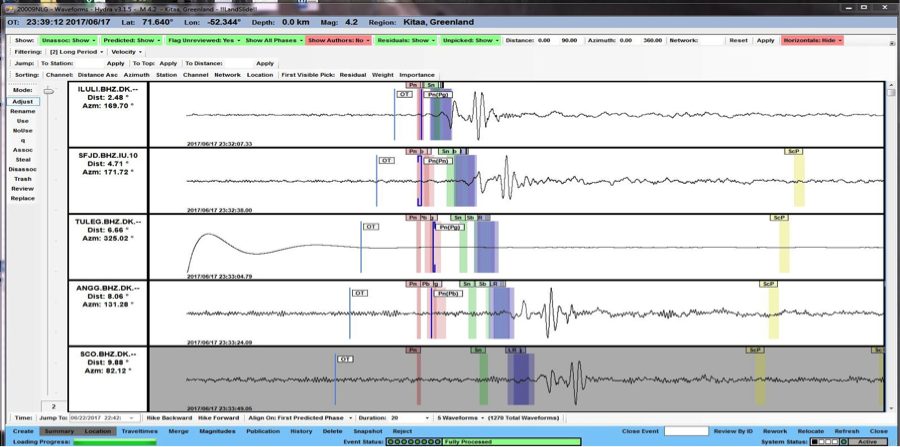 20009NLG - Waveforms - Hydra v3.1.5 - M 4.2 - Kitaa, Greenland - !!LandSlide!!
OT: 23:39:12 2017/06/17 Lat: 71.640° Lon: -52.344° Depth: 0.0 km Mag: 4.2 Region: Kitaa, Greenland
Show: Unassoc: Show Predicted: Show Flag Unreviewed: Yes Show All Phases Show Authors: No Residuals: Show Unpicked: Show Distance: 0.00 90.00 Azimuth: 0.00 360.00 Network: Reset Apply Horizontals: Hide
Filtering: [2] Long Period Velocity
Jump: To Station: Apply To Top: Apply To Distance: Apply
Sorting: Channel: Distance Asc Azimuth Station Channel Network Location First Visible Pick: Residual Weight Importance
Mode:
Adjust
Rename
Use
NoUse
q
Assoc
Steal
Disassoc
Trash
Review
Replace
2
ILULI.BHZ.DK.--
Dist: 2.48 °
Azm: 169.70 °
OT Pn Sn Pn(Pg)
2017/06/17 23:32:07.33
SFJD.BHZ.IU.10
Dist: 4.71 °
Azm: 171.72 °
OT Pn Sn Pn(Pn) ScP
2017/06/17 23:32:38.00
TULEG.BHZ.DK.--
Dist: 6.66 °
Azm: 325.02 °
OT Pn Pb g Pn(Pg) Sn Sb R ScP
2017/06/17 23:33:04.79
ANGG.BHZ.DK.--
Dist: 8.06 °
Azm: 131.28 °
OT Pn Pb g Pn(Pb) Sn Sb LR ScP
2017/06/17 23:33:24.09
SCO.BHZ.DK.--
Dist: 9.88 °
Azm: 82.12 °
OT Pn Sn LR ScP Sc
2017/06/17 23:33:49.05
Time: Jump To: 06/22/2017 22:42: Hike Backward Hike Forward Align On: First Predicted Phase Duration: 20 5 Waveforms (1270 Total Waveforms)
Create Summary Location Traveltimes Merge Magnitudes Publication History Delete Snapshot Close Event Review By ID Rework Relocate Refresh Close
Loading Progress: Event Status: Fully Processed System Status: Active